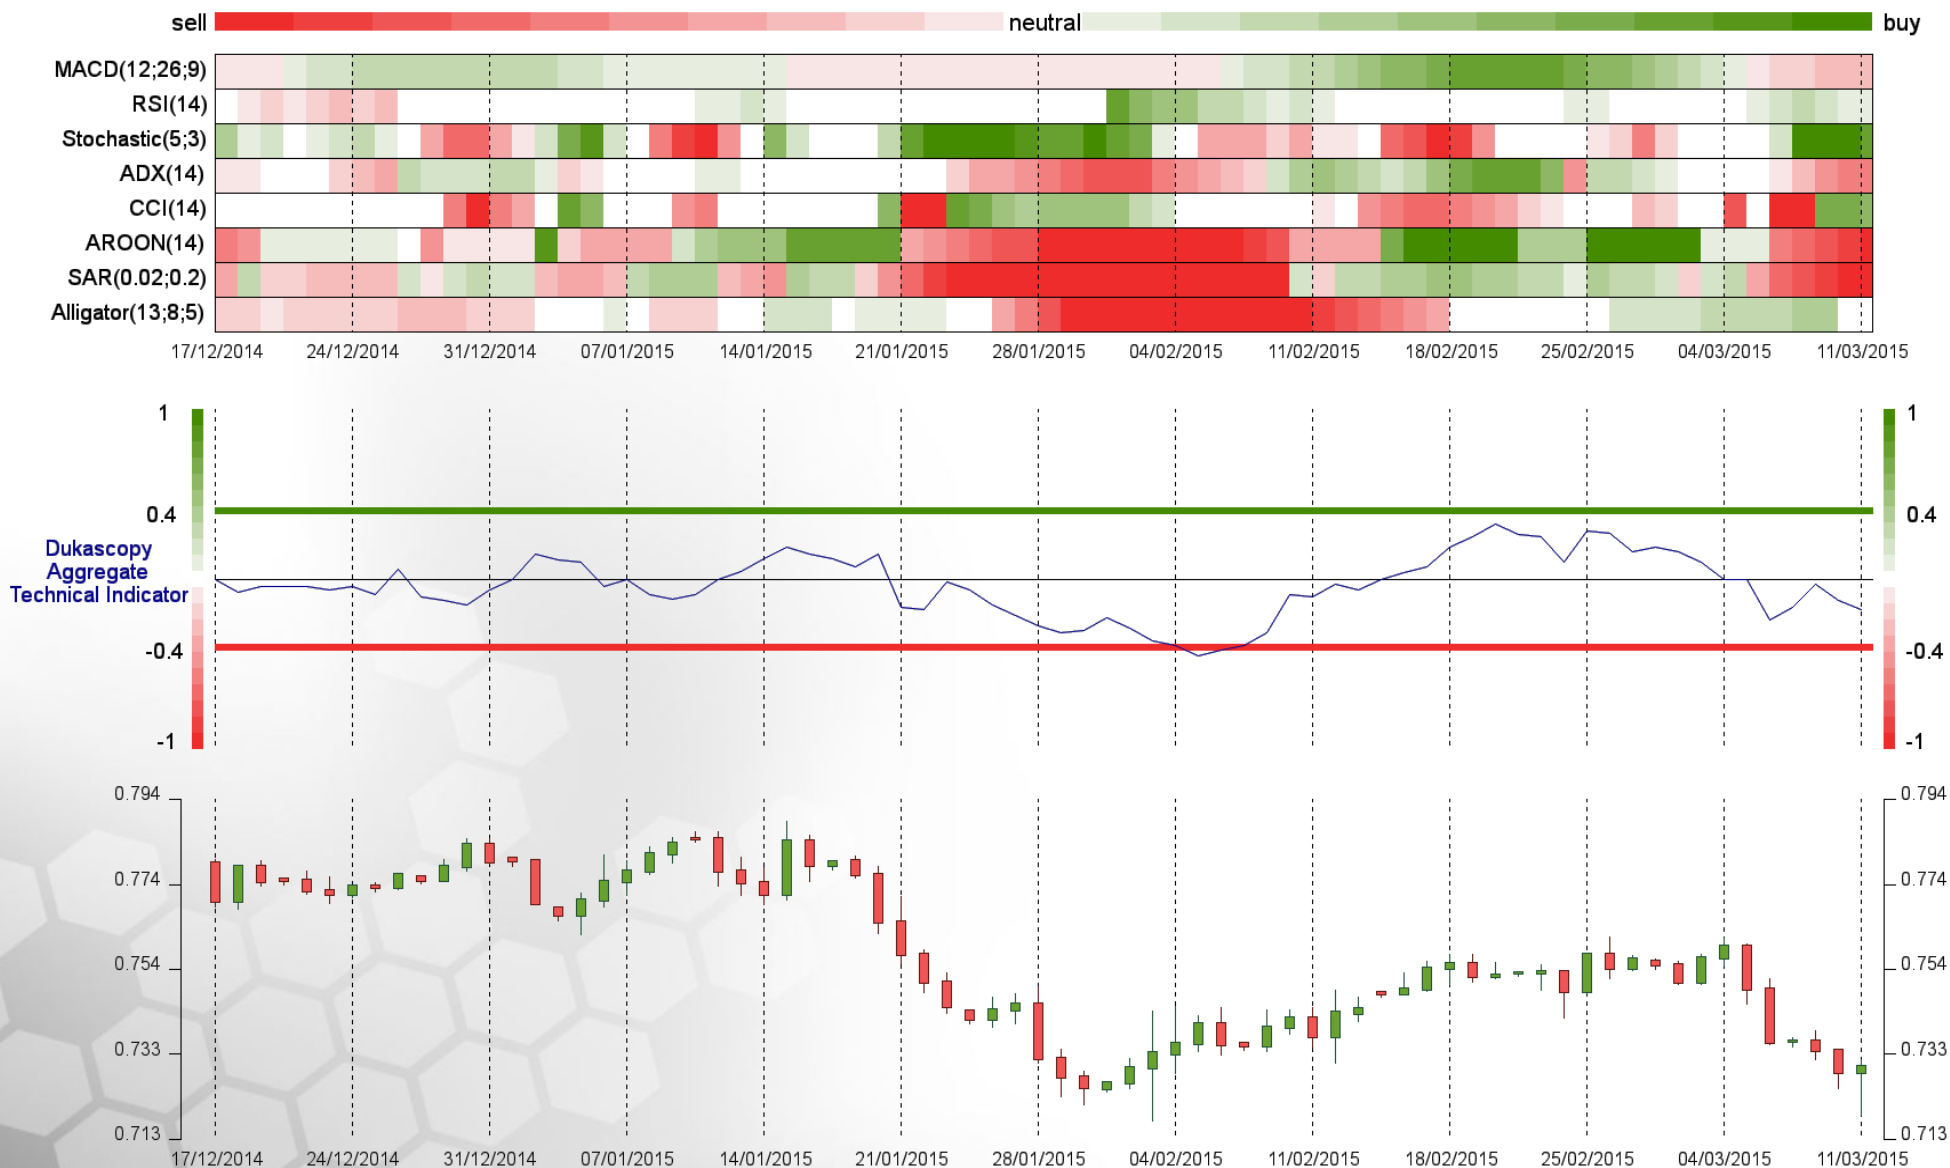 sell neutral buy
MACD(12;26;9)
RSI(14)
Stochastic(5;3)
ADX(14)
CCI(14)
AROON(14)
SAR(0.02;0.2)
Alligator(13;8;5)
17/12/2014 24/12/2014 31/12/2014 07/01/2015 14/01/2015 21/01/2015 28/01/2015 04/02/2015 11/02/2015 18/02/2015 25/02/2015 04/03/2015 11/03/2015
1 1
0.4 0.4
Dukascopy
Aggregate
Technical Indicator
-0.4 -0.4
-1 -1
0.794 0.794
0.774 0.774
0.754 0.754
0.733 0.733
0.713 0.713
17/12/2014 24/12/2014 31/12/2014 07/01/2015 14/01/2015 21/01/2015 28/01/2015 04/02/2015 11/02/2015 18/02/2015 25/02/2015 04/03/2015 11/03/2015